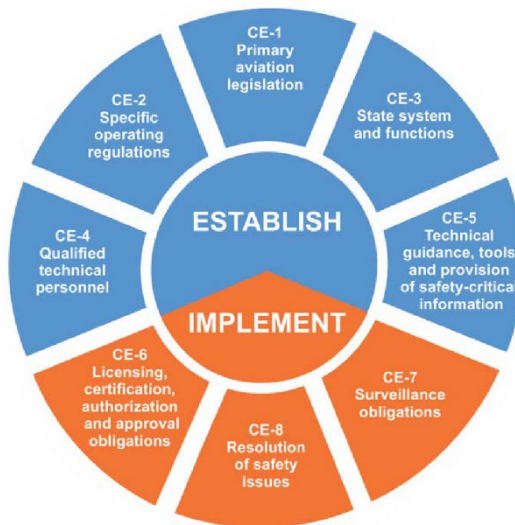 CE-1
Primary
aviation
legislation
CE-2
Specific
operating
regulations
CE-3
State system
and functions
ESTABLISH
CE-4
Qualified
technical
personnel
CE-5
Technical
guidance, tools
and provision
of safety-critical
information
IMPLEMENT
CE-6
Licensing,
certification,
authorization
and approval
obligations
CE-7
Surveillance
obligations
CE-8
Resolution
of safety
issues